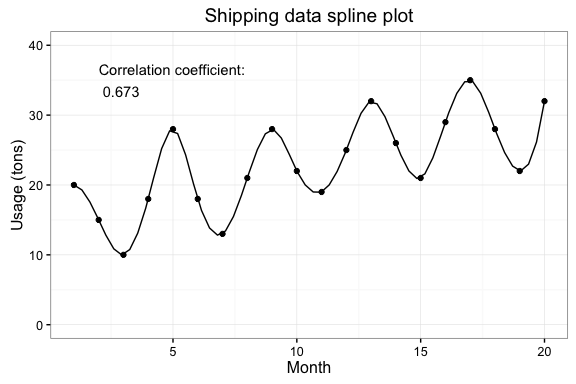 Shipping data spline plot
40
Correlation coefficient:
0.673
30
20
10
0
Usage (tons)
5 10 15 20
Month